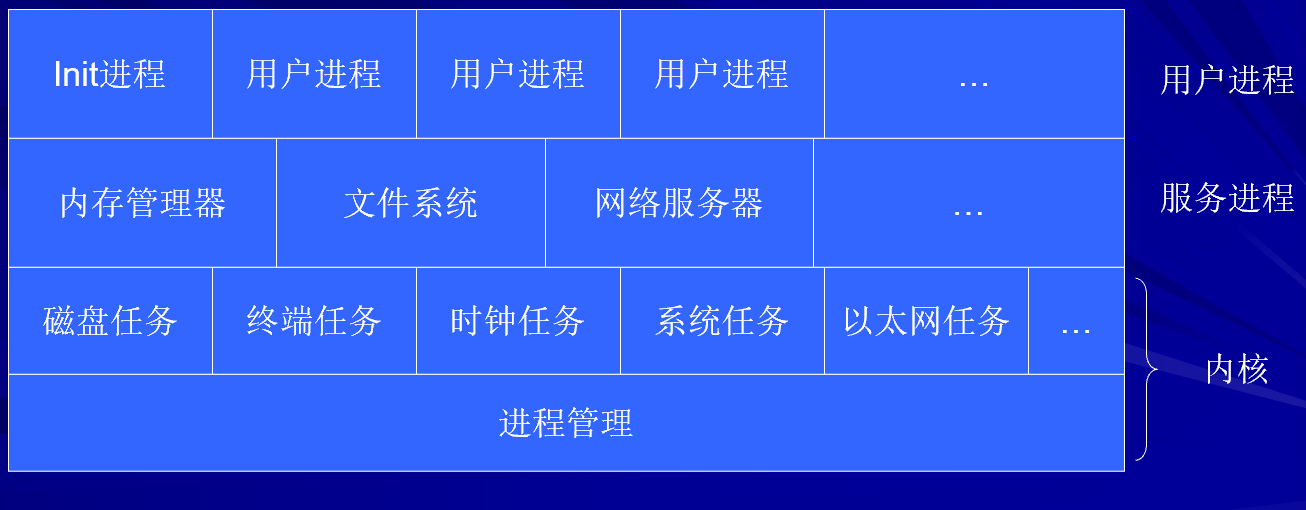 Init进程 用户进程 用户进程 用户进程 … 用户进程
内存管理器 文件系统 网络服务器 … 服务进程
磁盘任务 终端任务 时钟任务 系统任务 以太网任务 …
内核
进程管理